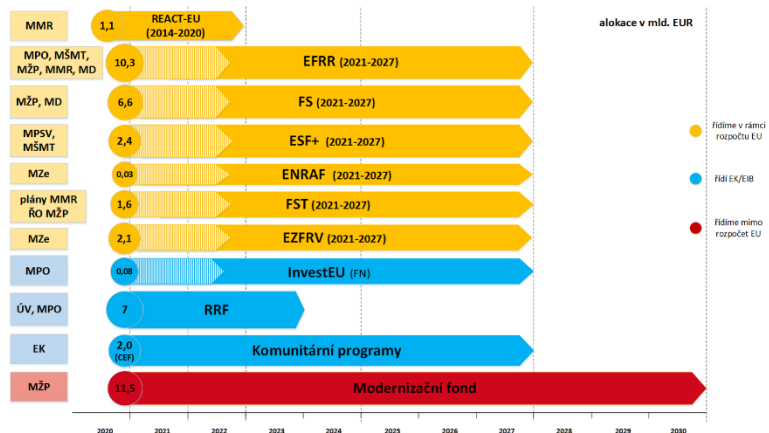 alokace v mld. EUR
MMR
1,1
REACT-EU
(2014-2020)
MPO, MŠMT,
MŽP, MMR, MD
10,3
EFRR (2021-2027)
MŽP, MD
6,6
FS (2021-2027)
MPSV,
MŠMT
2,4
ESF+ (2021-2027)
MZe
0,03
ENRAF (2021-2027)
plány MMR
ŘO MŽP
1,6
FST (2021-2027)
MZe
2,1
EZFRV (2021-2027)
MPO
0,08
InvestEU (FN)
ÚV, MPO
7
RRF
EK
2,0
(CEF)
Komunitární programy
MŽP
11,5
Modernizační fond
řídíme v rámci
rozpočtu EU
řídí EK/EIB
řídíme mimo
rozpočet EU
2020 2021 2022 2023 2024 2025 2026 2027 2028 2029 2030